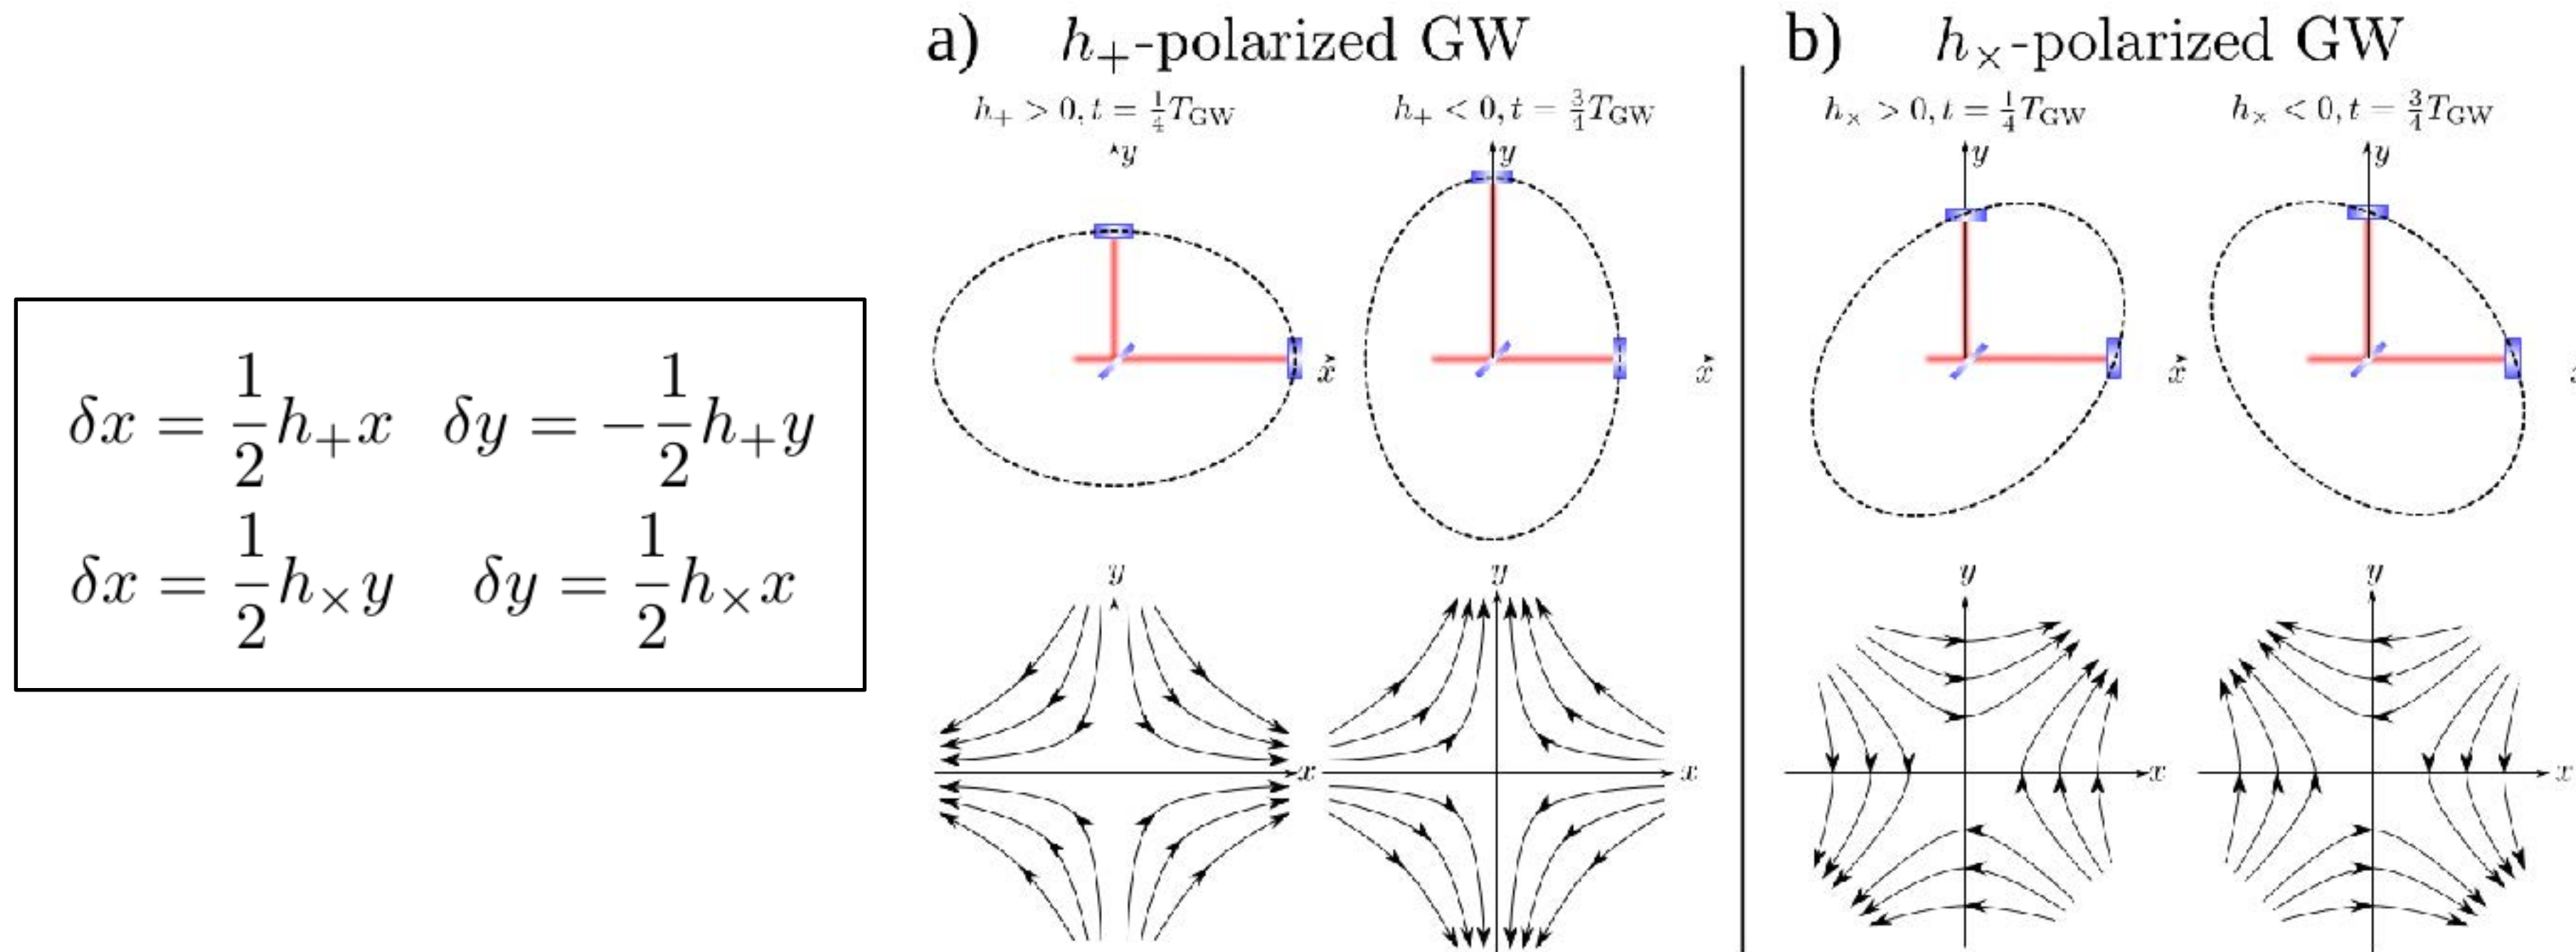 δx = 1/2 h₊x δy = −1/2 h₊y
δx = 1/2 h×y δy = 1/2 h×x
a) h₊-polarized GW
h₊ > 0, t = 1/4 T_GW h₊ < 0, t = 3/4 T_GW
y y
x x
y y
x x
b) h×-polarized GW
h× > 0, t = 1/4 T_GW h× < 0, t = 3/4 T_GW
y y
x
y y
x x